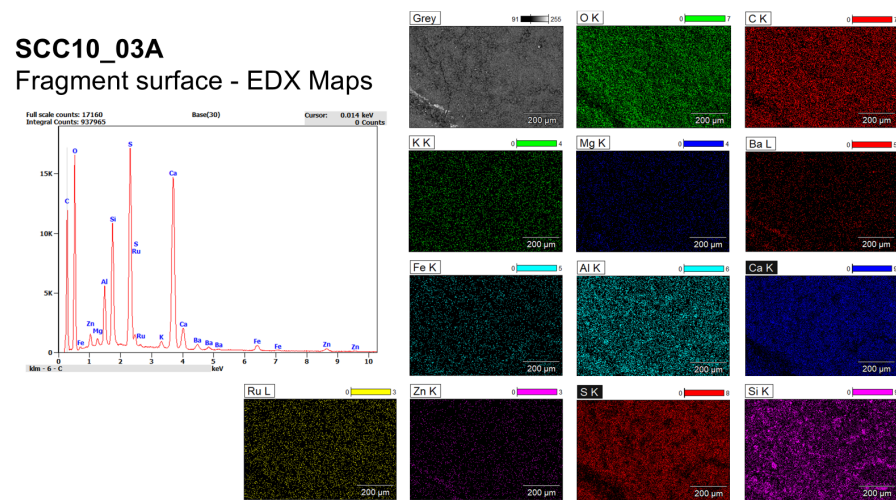 SCC10_03A
Fragment surface - EDX Maps
Full scale counts: 17160
Integral Counts: 937965
Base(30)
Cursor: 0.014 keV
0 Counts
15K
10K
5K
0
C
O
Fe
Zn
Mg
Al
Si
S
S
Ru
Ru
K
Ca
Ca
Ba
Ba
Ba
Fe
Fe
Zn
Zn
0 1 2 3 4 5 6 7 8 9 10
klm - 6 - C
keV
Grey 91 255
200 µm
O K 0 7
200 µm
C K 0
200 µm
K K 0 4
200 µm
Mg K 0 4
200 µm
Ba L 0
200 µm
Fe K 0 5
200 µm
Al K 0 6
200 µm
Ca K 0
200 µm
Ru L 0 3
200 µm
Zn K 0 3
200 µm
S K 0 8
200 µm
Si K 0
200 µm